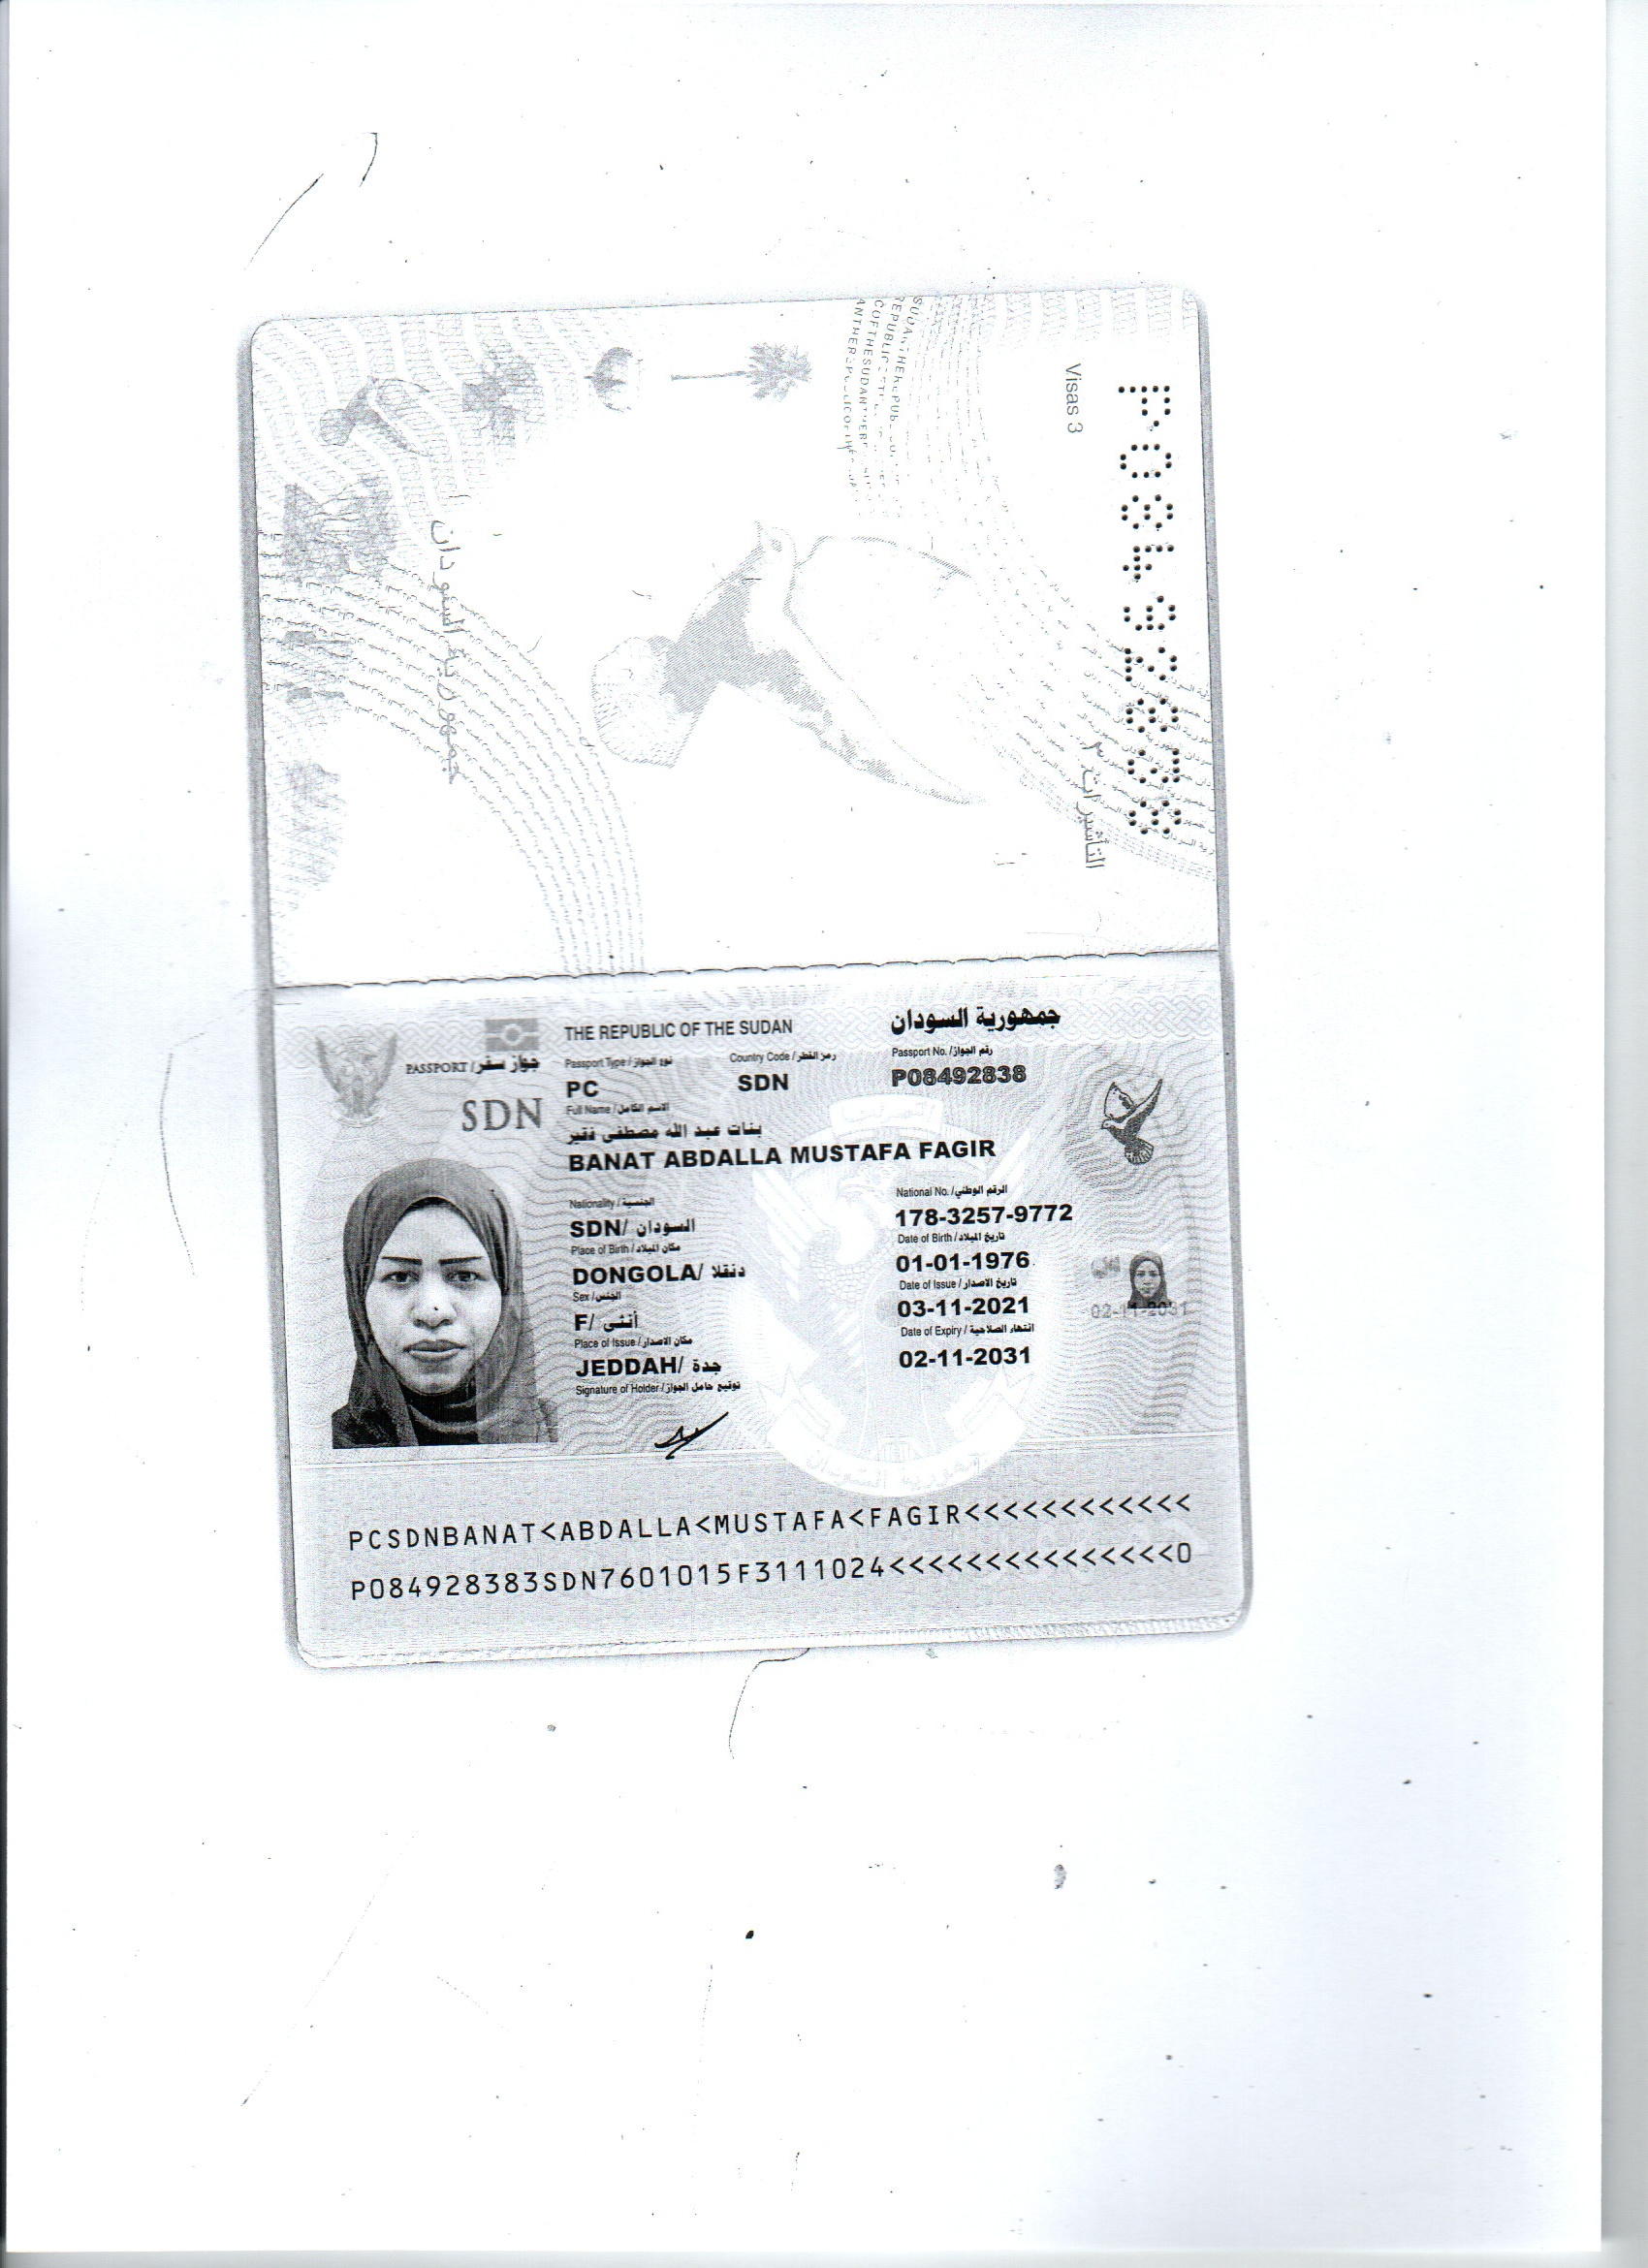 Visas 3
التأشيرات ٣
P08492838
جمهورية السودان
THE REPUBLIC OF THE SUDAN
جمهورية السودان
PASSPORT / جواز سفر
Passport Type / نوع الجواز
Country Code / رمز القطر
Passport No. / رقم الجواز
PC
SDN
P08492838
SDN
Full Name / الاسم الكامل
بنات عبد الله مصطفى فقير
BANAT ABDALLA MUSTAFA FAGIR
Nationality / الجنسية
National No. / الرقم الوطني
SDN/ السودان
178-3257-9772
Place of Birth / مكان الميلاد
Date of Birth / تاريخ الميلاد
DONGOLA/ دنقلا
01-01-1976
Sex / الجنس
Date of Issue / تاريخ الاصدار
F/ أنثى
03-11-2021
02-11-2031
Place of Issue / مكان الاصدار
Date of Expiry / انتهاء الصلاحية
JEDDAH/ جدة
02-11-2031
Signature of Holder / توقيع حامل الجواز
جمهورية السودان
PCSDNBANAT<ABDALLA<MUSTAFA<FAGIR<<<<<<<<<<<<
P084928383SDN7601015F3111024<<<<<<<<<<<<<<<0